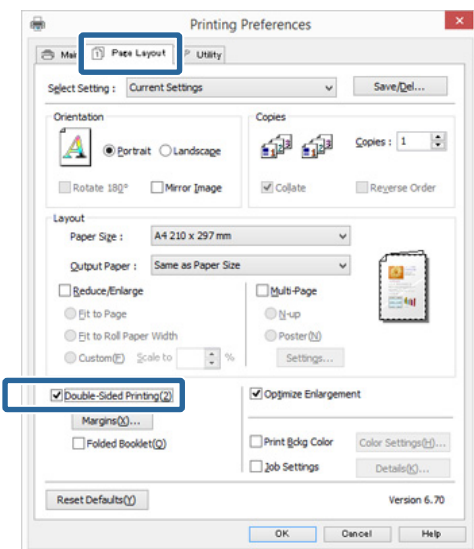 Printing Preferences
Main Page Layout Utility
Select Setting : Current Settings Save/Del...
Orientation
Portrait Landscape
Rotate 180° Mirror Image
Copies
Copies : 1
Collate Reverse Order
Layout
Paper Size : A4 210 x 297 mm
Output Paper : Same as Paper Size
Reduce/Enlarge
Fit to Page
Fit to Roll Paper Width
Custom(F) Scale to %
Multi-Page
N-up
Poster(N)
Settings...
Double-Sided Printing(2)
Margins(X)...
Folded Booklet(Q)
Optimize Enlargement
Print Bckg Color Color Settings(H)...
Job Settings Details(K)...
Reset Defaults(Y) Version 6.70
OK Cancel Help